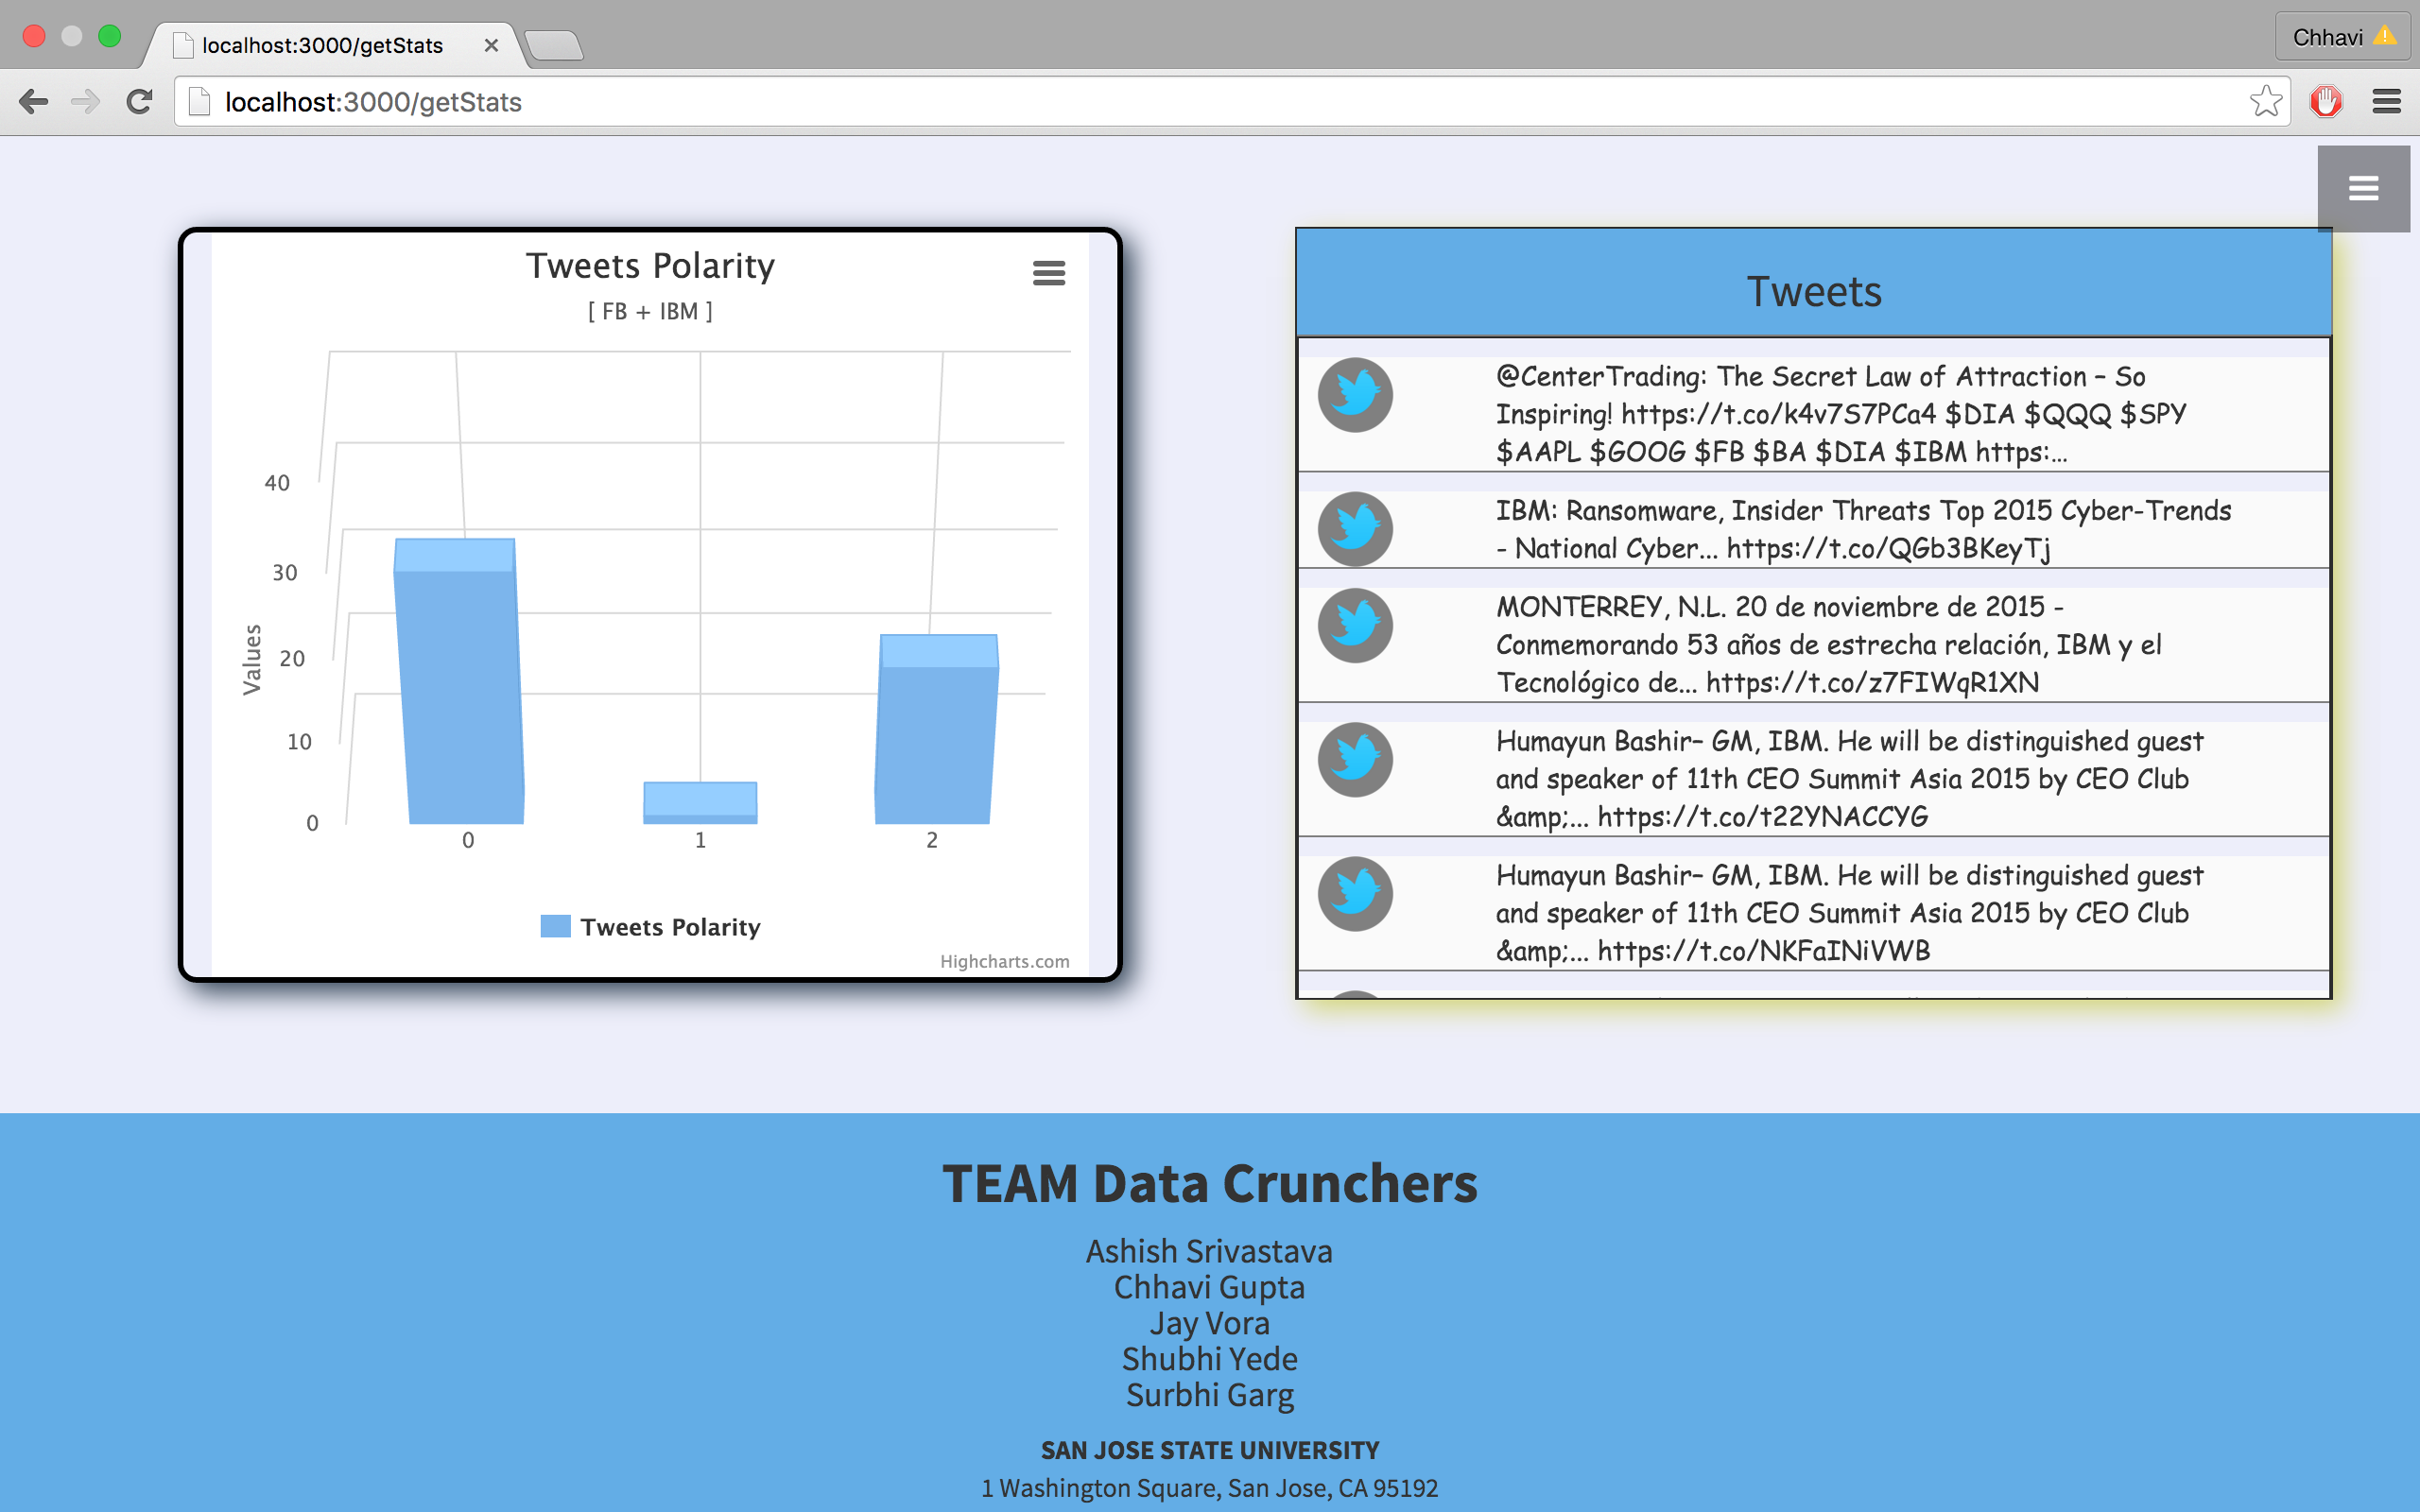 localhost:3000/getStats
Chhavi
localhost:3000/getStats
Tweets Polarity
[ FB + IBM ]
Values
40
30
20
10
0
0 1 2
Tweets Polarity
Highcharts.com
Tweets
@CenterTrading: The Secret Law of Attraction – So
Inspiring! https://t.co/k4v7S7PCa4 $DIA $QQQ $SPY
$AAPL $GOOG $FB $BA $DIA $IBM https:…
IBM: Ransomware, Insider Threats Top 2015 Cyber-Trends
- National Cyber... https://t.co/QGb3BKeyTj
MONTERREY, N.L. 20 de noviembre de 2015 -
Conmemorando 53 años de estrecha relación, IBM y el
Tecnológico de... https://t.co/z7FIWqR1XN
Humayun Bashir– GM, IBM. He will be distinguished guest
and speaker of 11th CEO Summit Asia 2015 by CEO Club
&amp;... https://t.co/t22YNACCYG
Humayun Bashir– GM, IBM. He will be distinguished guest
and speaker of 11th CEO Summit Asia 2015 by CEO Club
&amp;... https://t.co/NKFaINiVWB
TEAM Data Crunchers
Ashish Srivastava
Chhavi Gupta
Jay Vora
Shubhi Yede
Surbhi Garg
SAN JOSE STATE UNIVERSITY
1 Washington Square, San Jose, CA 95192